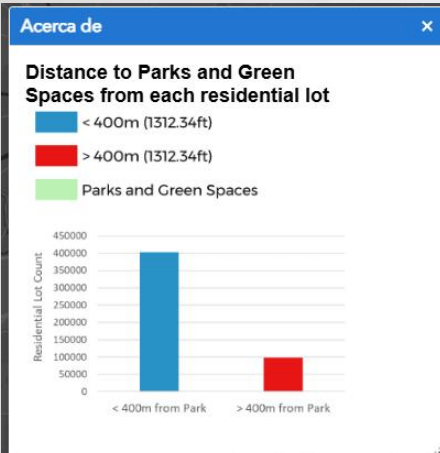 Acerca de ×
Distance to Parks and Green
Spaces from each residential lot
< 400m (1312.34ft)
> 400m (1312.34ft)
Parks and Green Spaces
450000
400000
350000
300000
250000
200000
150000
100000
50000
0
Residential Lot Count
< 400m from Park > 400m from Park